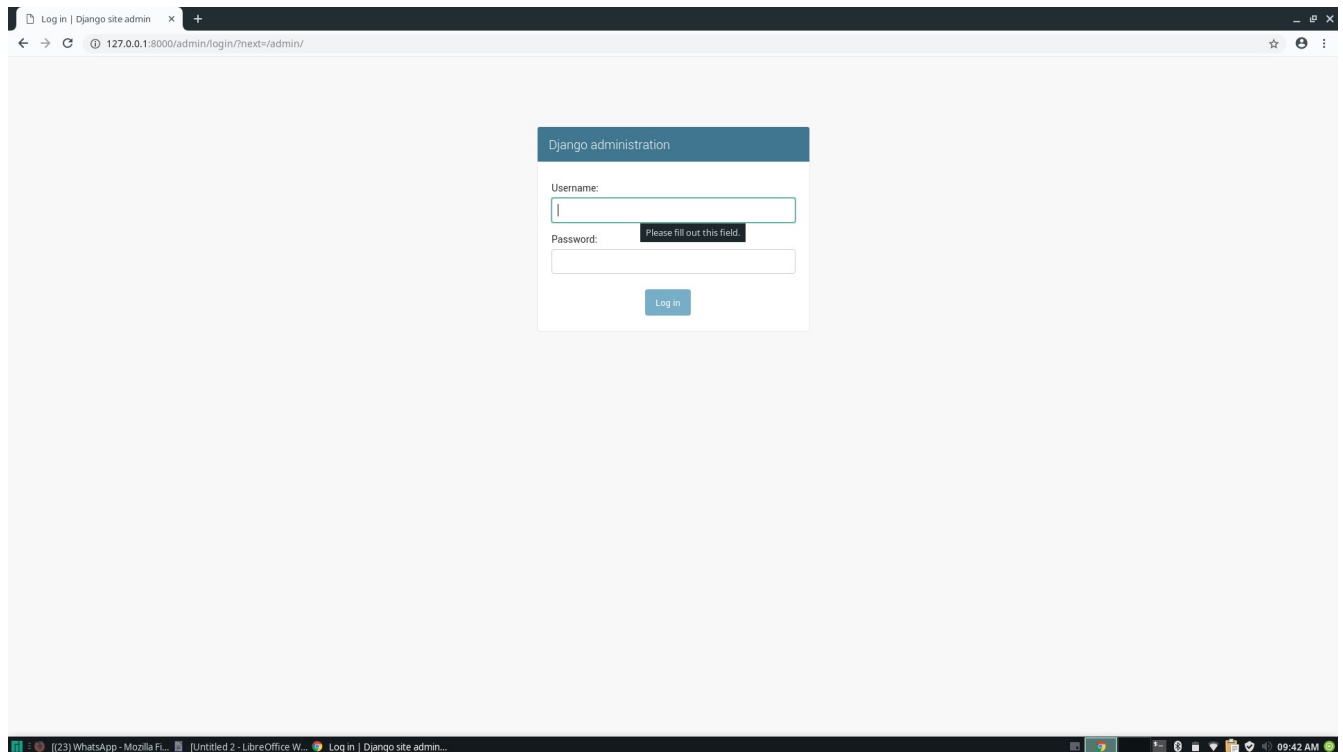 Log in | Django site admin
127.0.0.1:8000/admin/login/?next=/admin/
Django administration
Username:
Please fill out this field.
Password:
Log in
[(23) WhatsApp - Mozilla Fi... [Untitled 2 - LibreOffice W... Log in | Django site admin... 09:42 AM